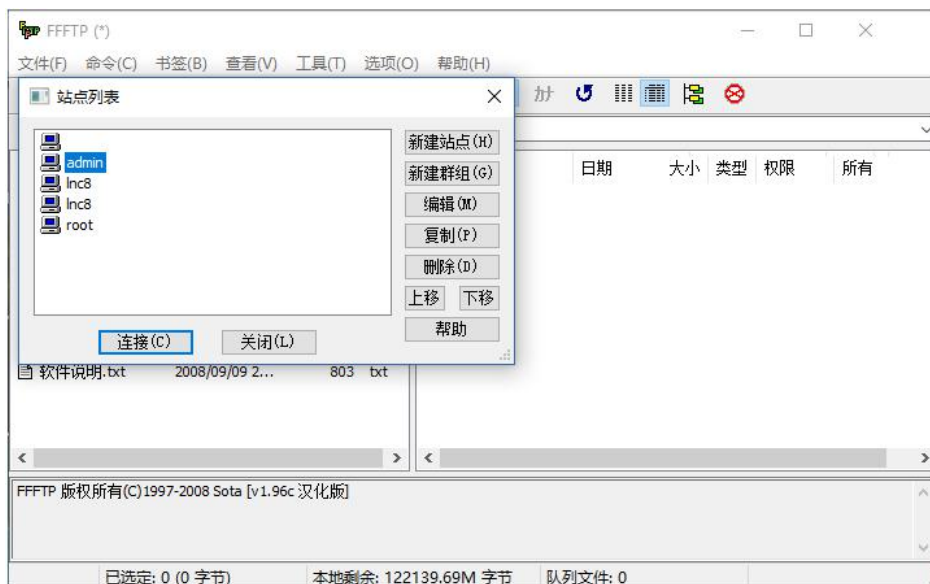 FFFTP (*)
文件(F) 命令(C) 书签(B) 查看(V) 工具(T) 选项(O) 帮助(H)
站点列表
カナ
admin
lnc8
lnc8
root
新建站点(H)
新建群组(G)
编辑(M)
复制(P)
删除(D)
上移 下移
帮助
连接(C) 关闭(L)
日期 大小 类型 权限 所有
软件说明.txt 2008/09/09 2... 803 txt
FFFTP 版权所有(C)1997-2008 Sota [v1.96c 汉化版]
已选定: 0 (0 字节) 本地剩余: 122139.69M 字节 队列文件: 0